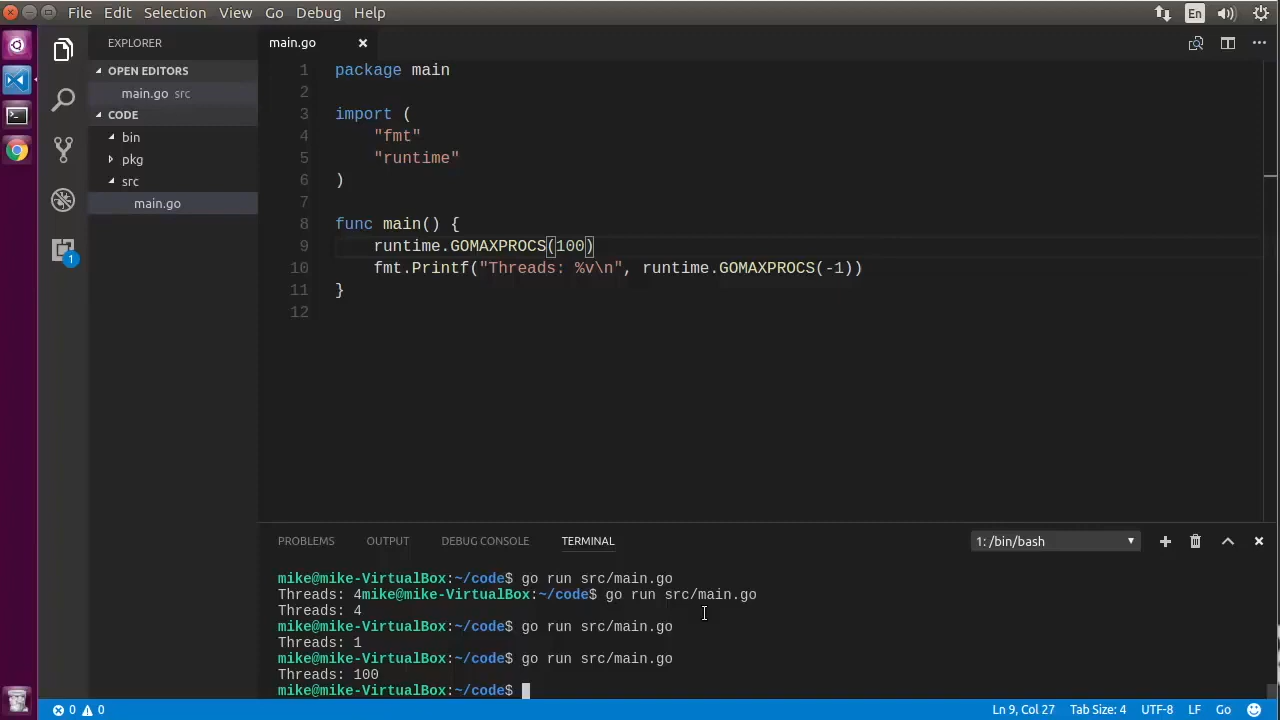 File Edit Selection View Go Debug Help En
EXPLORER
OPEN EDITORS
main.go src
CODE
bin
pkg
src
main.go
1
main.go
1 package main
2
3 import (
4 "fmt"
5 "runtime"
6 )
7
8 func main() {
9 runtime.GOMAXPROCS(100)
10 fmt.Printf("Threads: %v\n", runtime.GOMAXPROCS(-1))
11 }
12
PROBLEMS OUTPUT DEBUG CONSOLE TERMINAL 1: /bin/bash
mike@mike-VirtualBox:~/code$ go run src/main.go
Threads: 4mike@mike-VirtualBox:~/code$ go run src/main.go
Threads: 4
mike@mike-VirtualBox:~/code$ go run src/main.go
Threads: 1
mike@mike-VirtualBox:~/code$ go run src/main.go
Threads: 100
mike@mike-VirtualBox:~/code$
0 0 Ln 9, Col 27 Tab Size: 4 UTF-8 LF Go